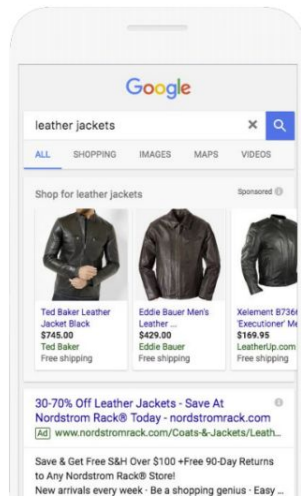 Google
leather jackets ×
ALL SHOPPING IMAGES MAPS VIDEOS
Shop for leather jackets Sponsored
Ted Baker Leather
Jacket Black
$745.00
Ted Baker
Free shipping
Eddie Bauer Men's
Leather ...
$429.00
Eddie Bauer
Free shipping
Xelement B736
'Executioner' Me
$169.95
LeatherUp.com
Free shipping
30-70% Off Leather Jackets - Save At
Nordstrom Rack® Today - nordstromrack.com
Ad www.nordstromrack.com/Coats-&-Jackets/Leath...
Save & Get Free S&H Over $100 +Free 90-Day Returns
to Any Nordstrom Rack® Store!
New arrivals every week · Be a shopping genius · Easy ...